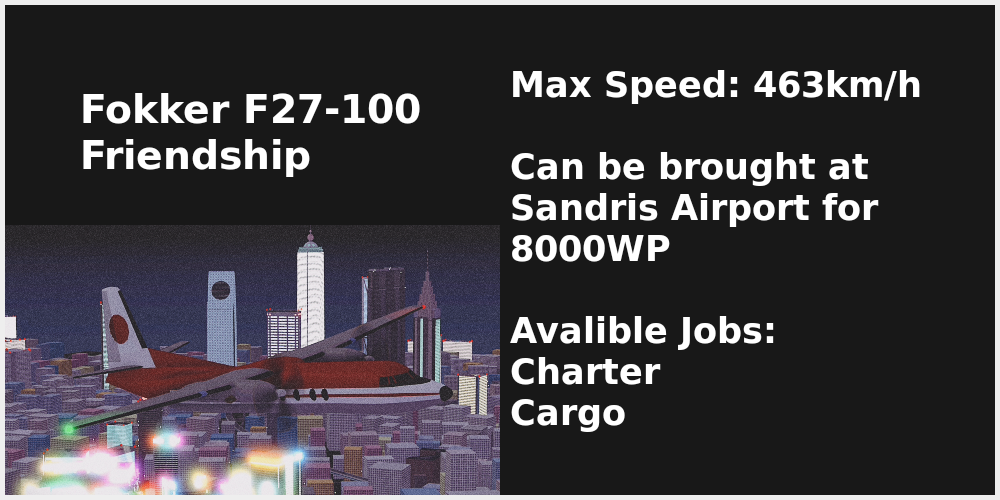 Fokker F27-100
Friendship
Max Speed: 463km/h
Can be brought at
Sandris Airport for
8000WP
Avalible Jobs:
Charter
Cargo